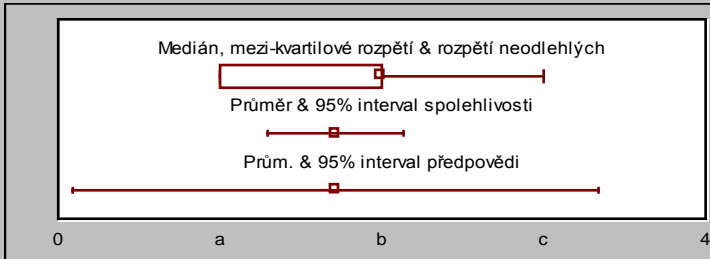 Medián, mezi-kvartilové rozpětí & rozpětí neodlehlých
Průměr & 95% interval spolehlivosti
Prům. & 95% interval předpovědi
0 a b c 4